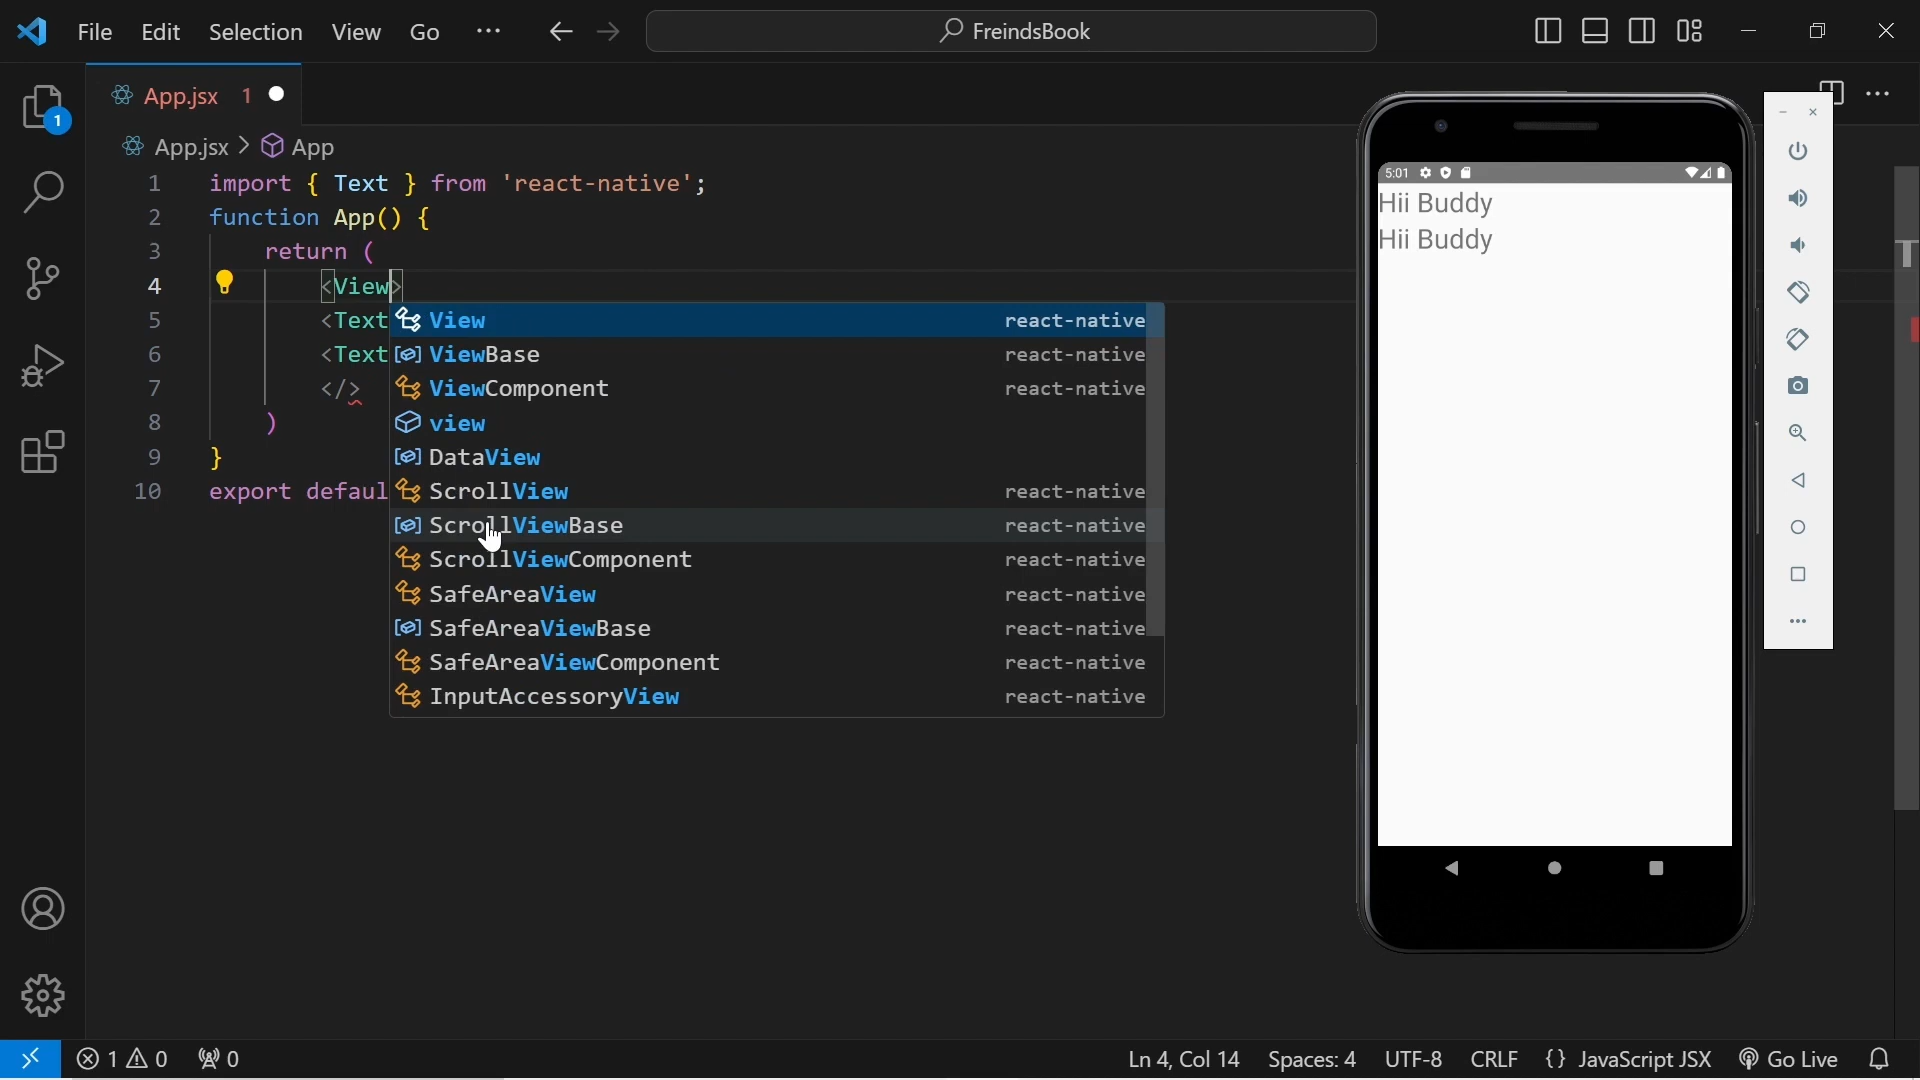 File Edit Selection View Go ··· FreindsBook
App.jsx 1
App.jsx > App
1 import { Text } from 'react-native';
2 function App() {
3 return (
4 <View>
5 <Text
6 <Text
7 </>
8 )
9 }
10 export defaul
View react-native
ViewBase react-native
ViewComponent react-native
view
DataView
ScrollView react-native
ScrollViewBase react-native
ScrollViewComponent react-native
SafeAreaView react-native
SafeAreaViewBase react-native
SafeAreaViewComponent react-native
InputAccessoryView react-native
1
5:01
Hii Buddy
Hii Buddy
1 0 0 Ln 4, Col 14 Spaces: 4 UTF-8 CRLF {} JavaScript JSX Go Live